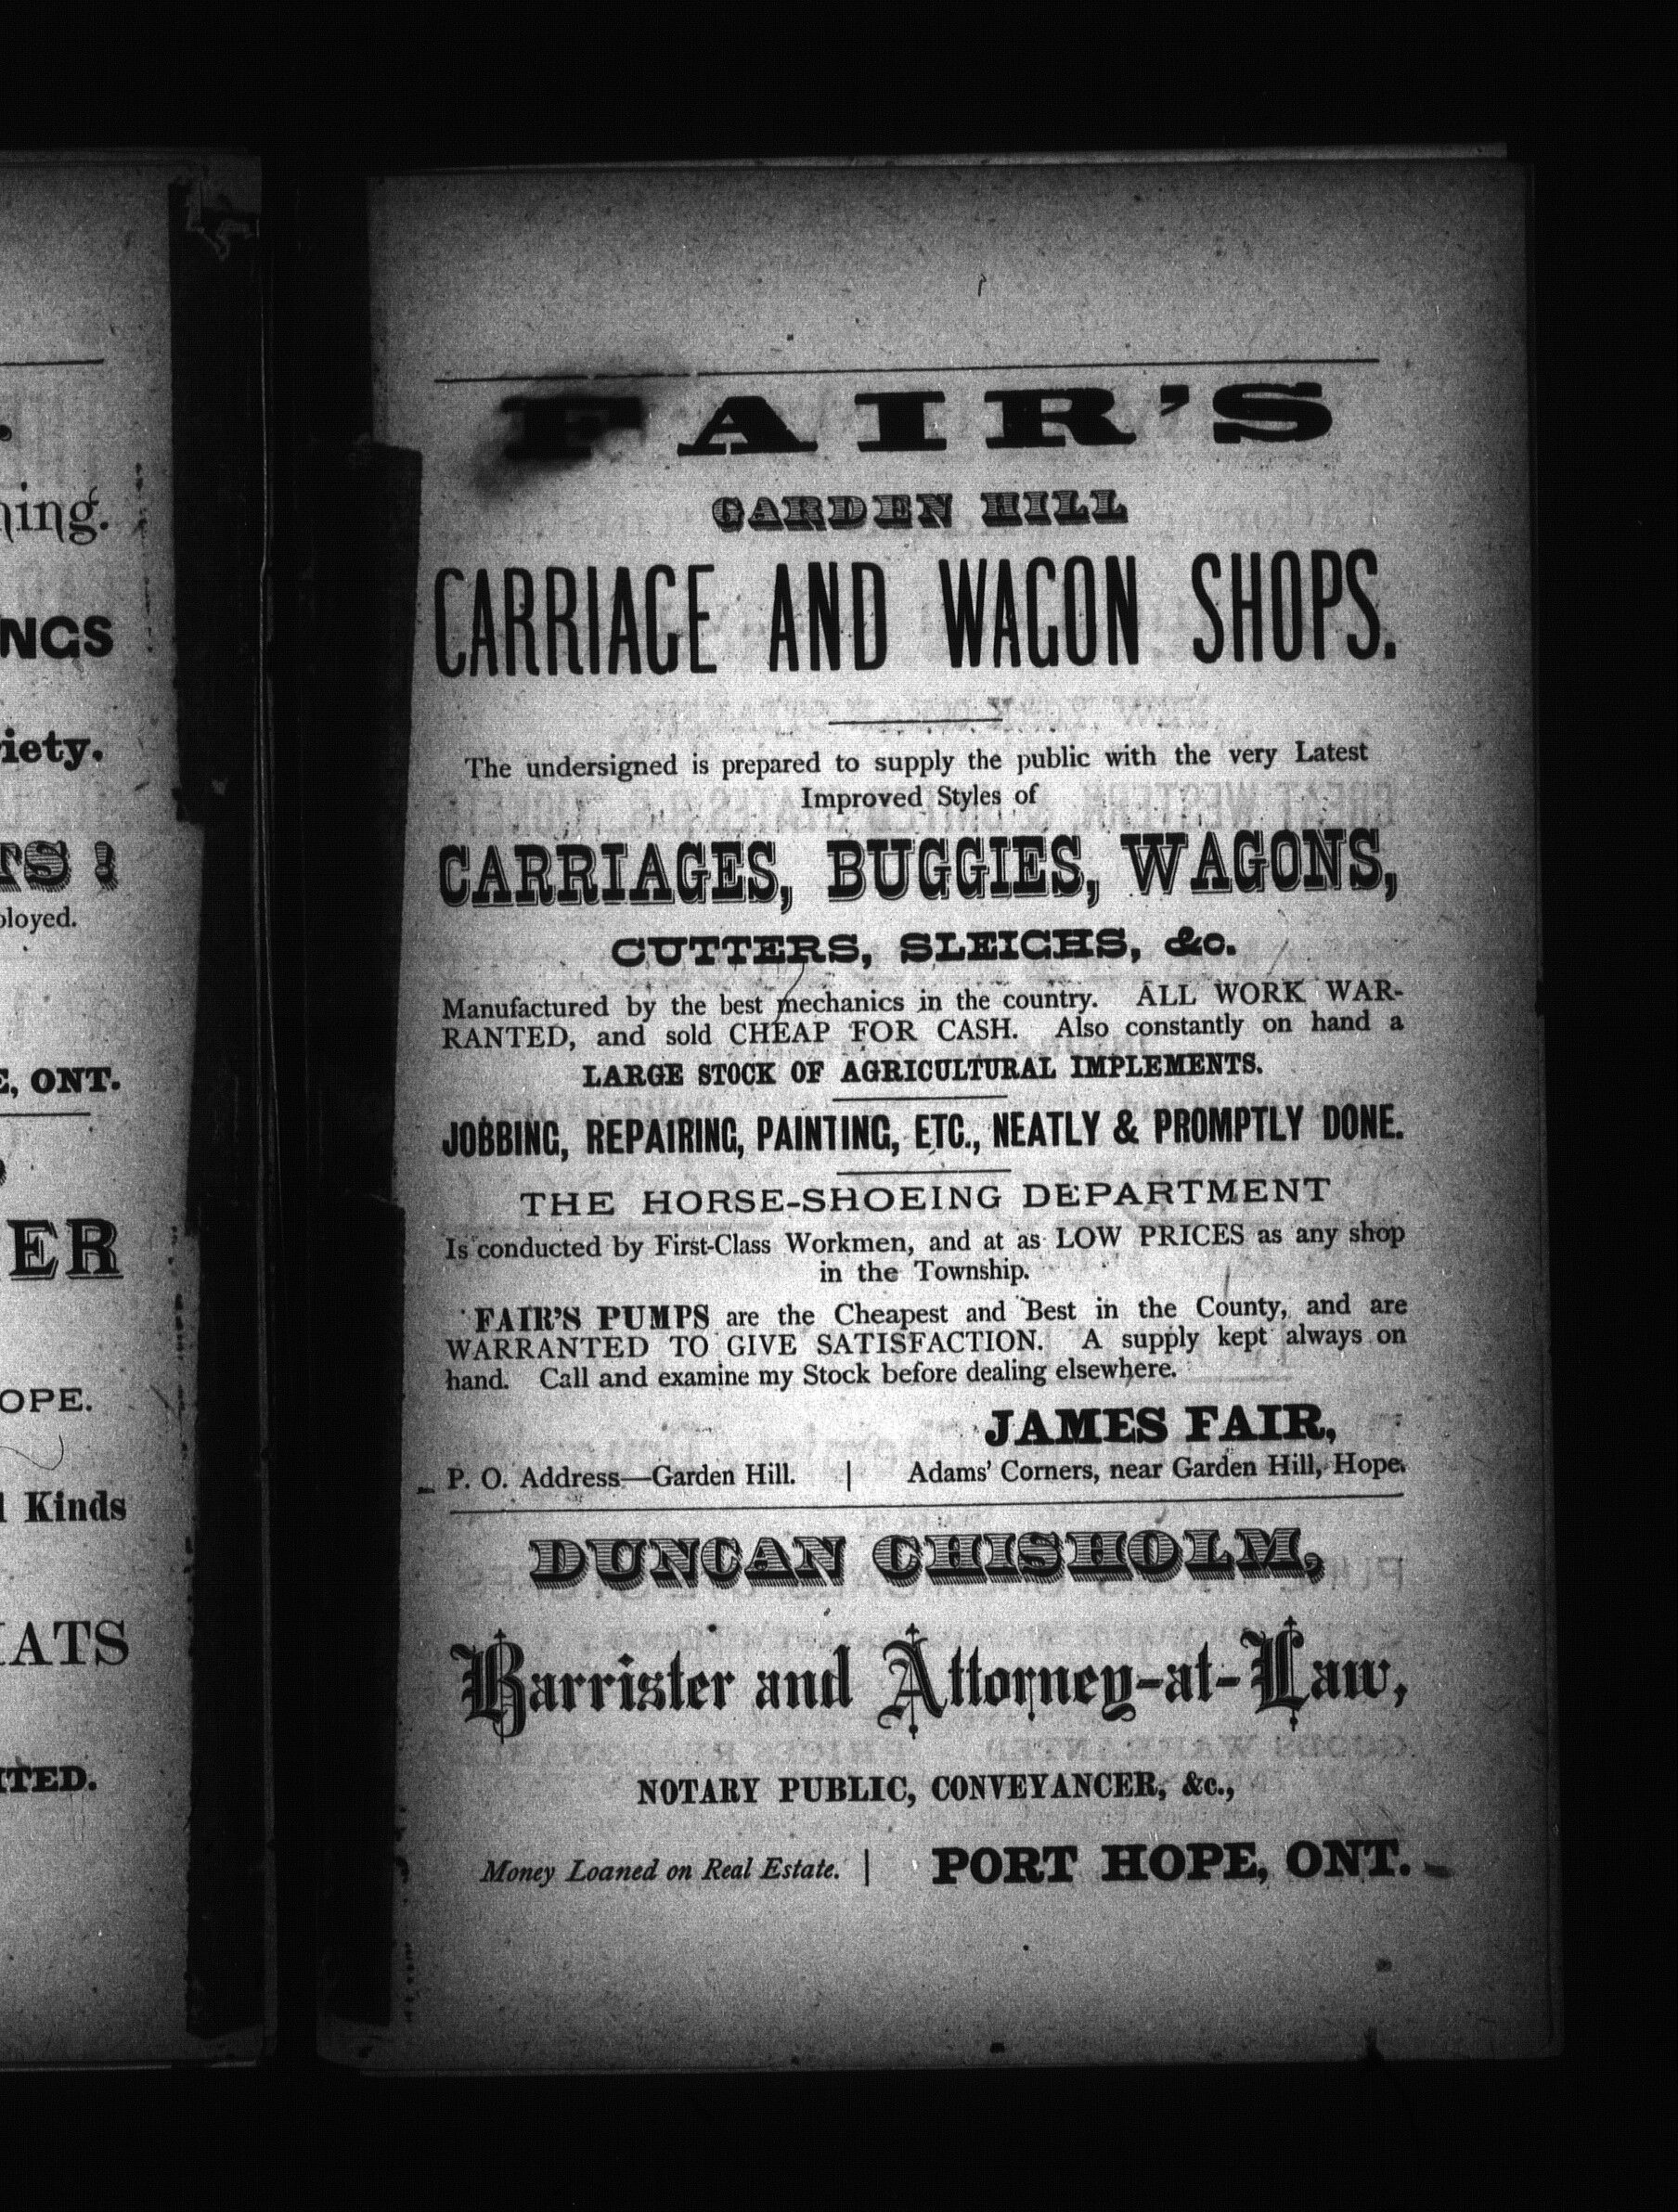 .
ning.
NGS
iety.
TS !
ployed.
E, ONT.
ER
OPE.
l Kinds
HATS
ITED.
FAIR'S
GARDEN HILL
CARRIAGE AND WAGON SHOPS.
The undersigned is prepared to supply the public with the very Latest
Improved Styles of
CARRIAGES, BUGGIES, WAGONS,
CUTTERS, SLEIGHS, &c.
Manufactured by the best mechanics in the country. ALL WORK WAR-
RANTED, and sold CHEAP FOR CASH. Also constantly on hand a
LARGE STOCK OF AGRICULTURAL IMPLEMENTS.
JOBBING, REPAIRING, PAINTING, ETC., NEATLY & PROMPTLY DONE.
THE HORSE-SHOEING DEPARTMENT
Is conducted by First-Class Workmen, and at as LOW PRICES as any shop
in the Township.
FAIR'S PUMPS are the Cheapest and Best in the County, and are
WARRANTED TO GIVE SATISFACTION. A supply kept always on
hand. Call and examine my Stock before dealing elsewhere.
JAMES FAIR,
P. O. Address—Garden Hill. | Adams' Corners, near Garden Hill, Hope.
DUNCAN CHISHOLM,
Barrister and Attorney-at-Law,
NOTARY PUBLIC, CONVEYANCER, &c.,
Money Loaned on Real Estate. | PORT HOPE, ONT.